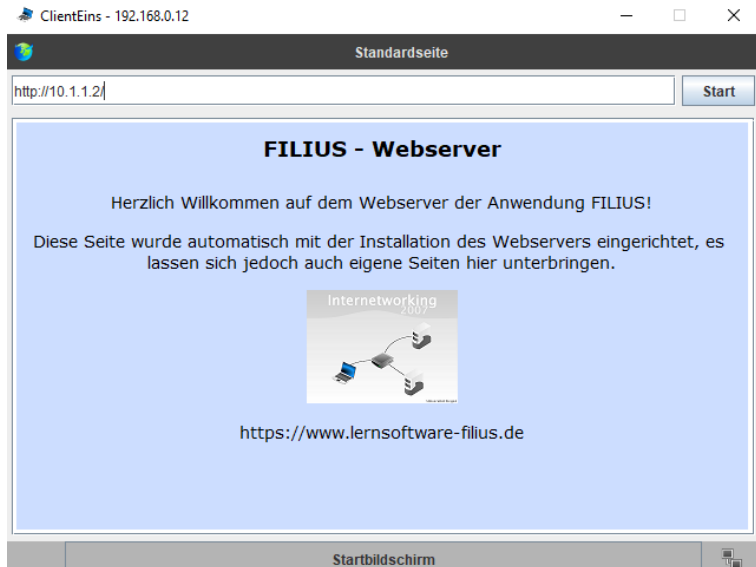 ClientEins - 192.168.0.12
Standardseite
http://10.1.1.2/
Start
FILIUS - Webserver
Herzlich Willkommen auf dem Webserver der Anwendung FILIUS!
Diese Seite wurde automatisch mit der Installation des Webservers eingerichtet, es
lassen sich jedoch auch eigene Seiten hier unterbringen.
Internetworking
2007
https://www.lernsoftware-filius.de
Startbildschirm